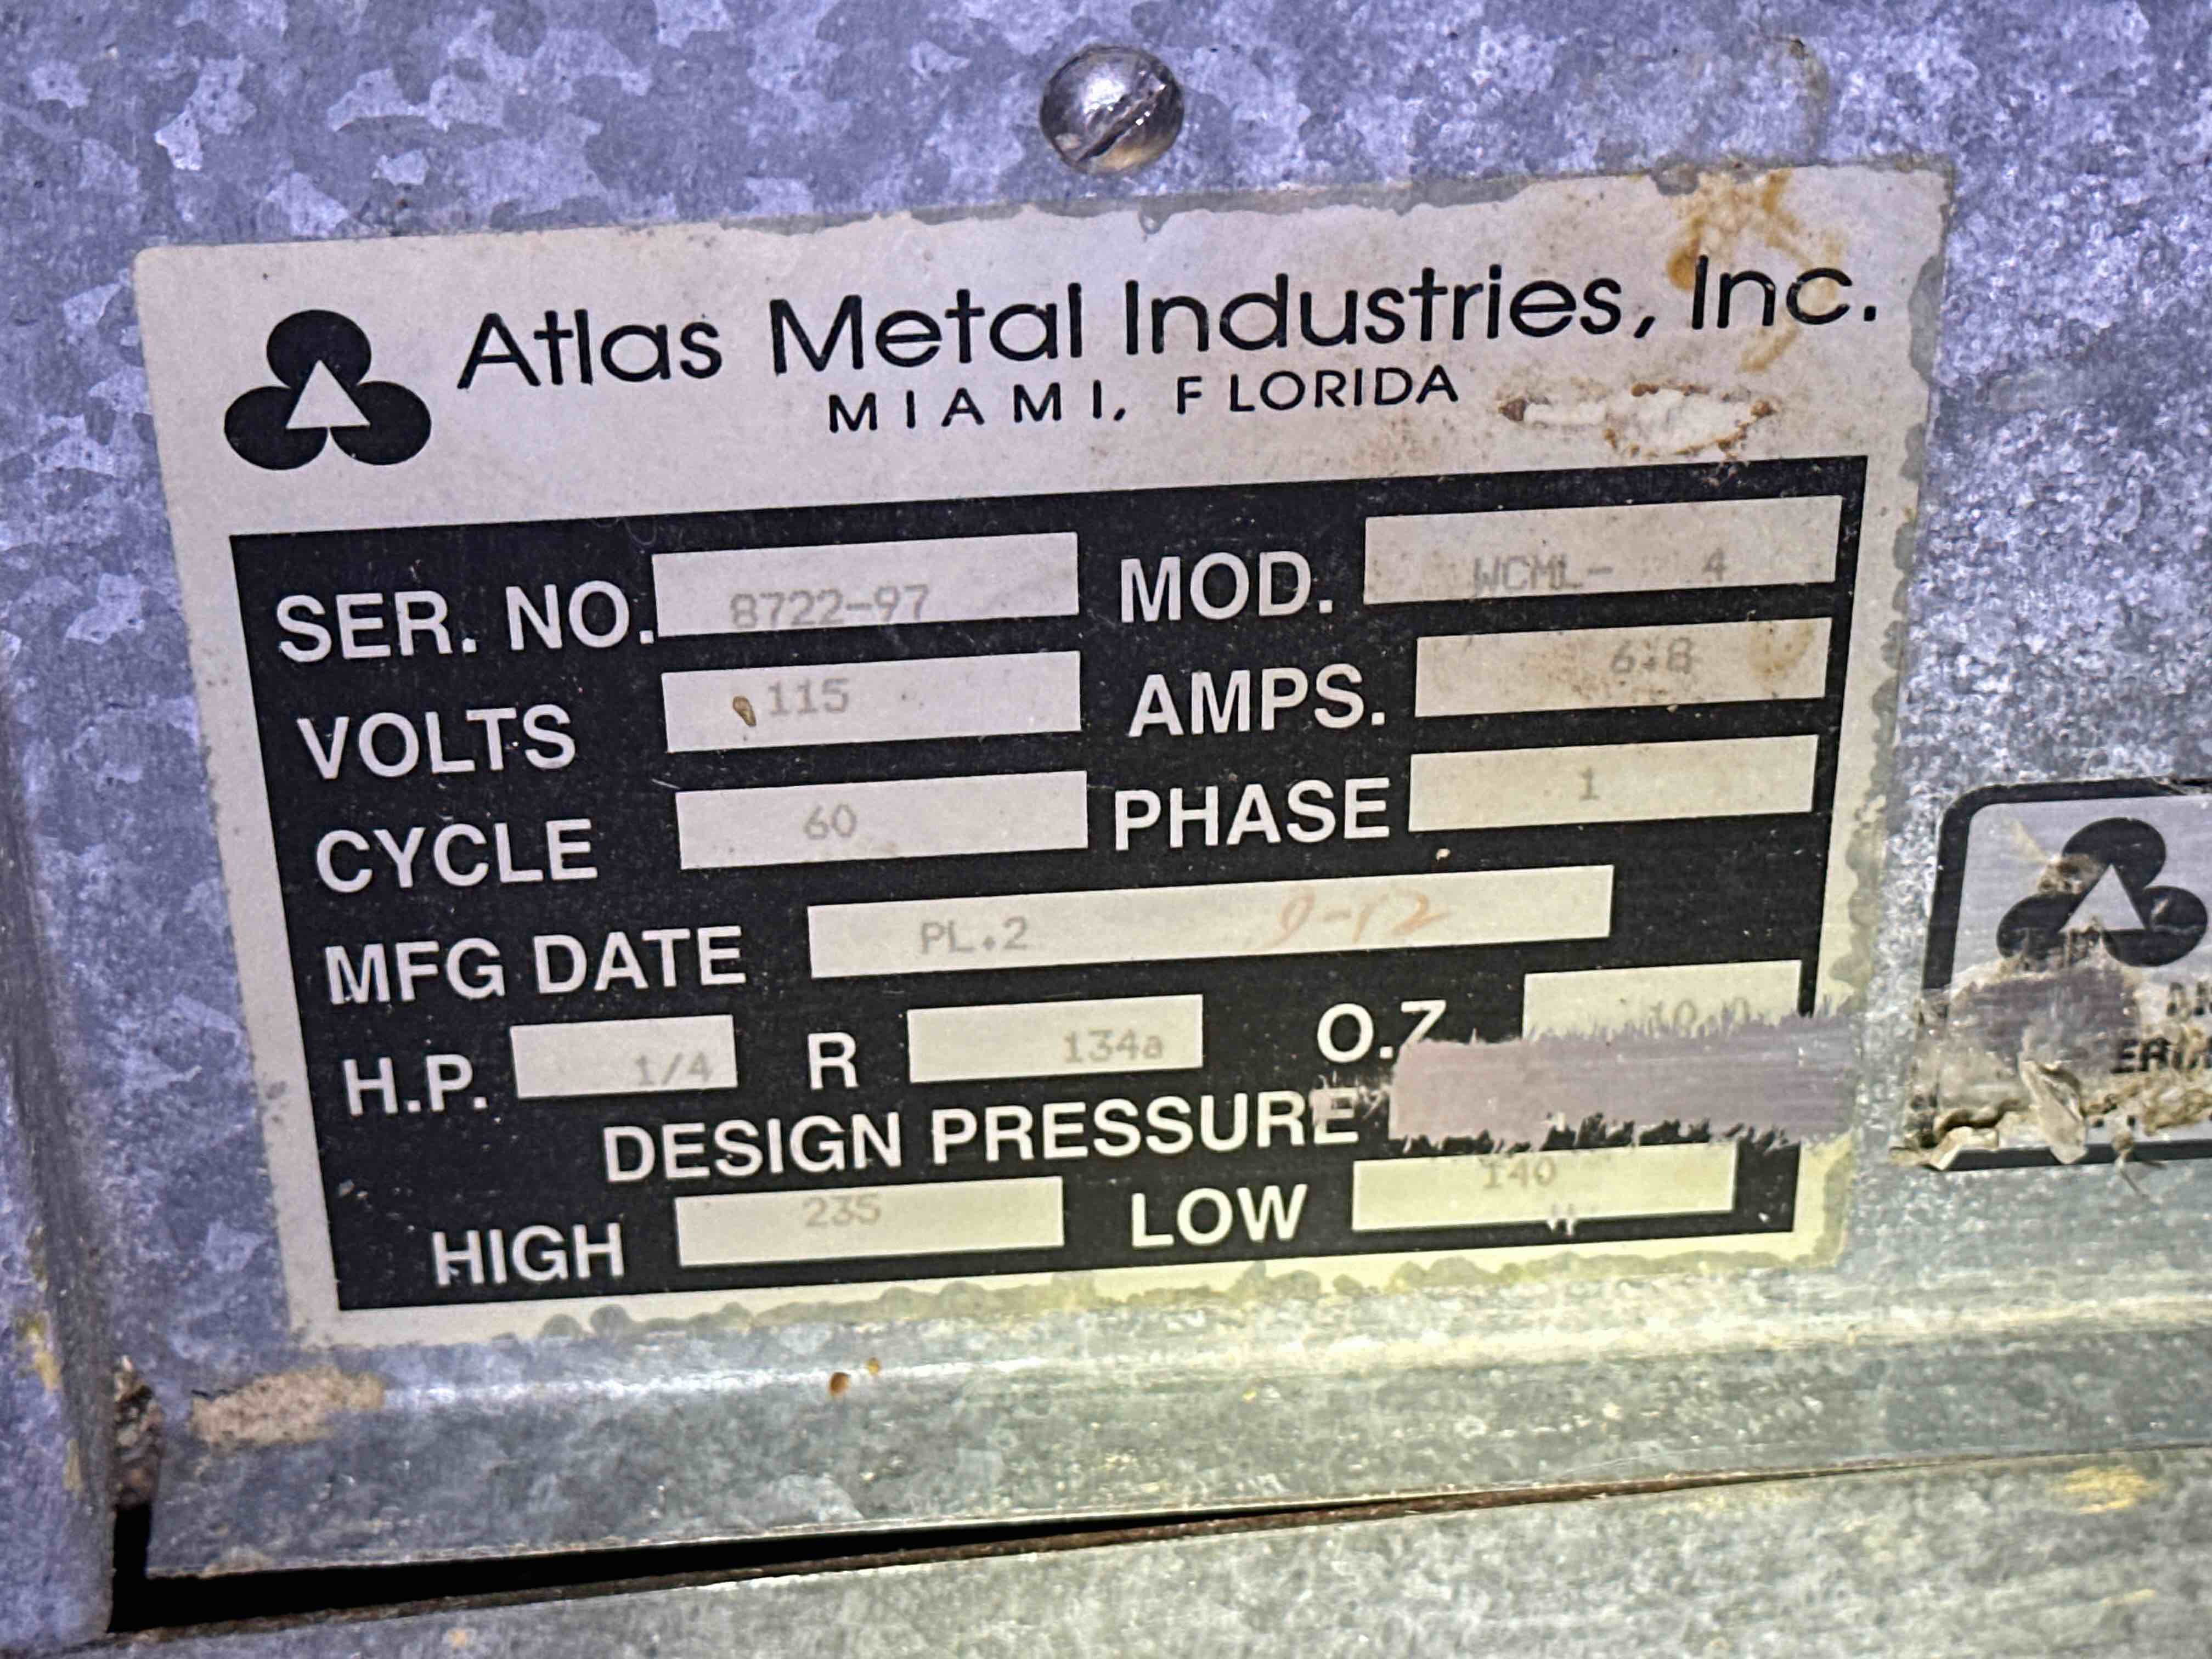 Atlas Metal Industries, Inc.
MIAMI, FLORIDA
SER. NO. 8722-97 MOD. WCML- 4
VOLTS 115 AMPS. 6.8
CYCLE 60 PHASE 1
MFG DATE PL.2 9-12
H.P. 1/4 R 134a O.Z
DESIGN PRESSURE
HIGH 235 LOW 140